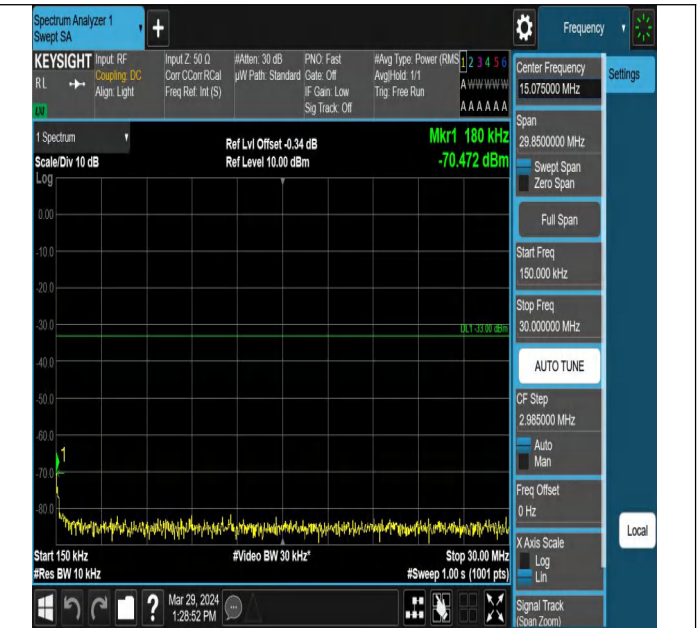 Spectrum Analyzer 1
Swept SA
+
Frequency
KEYSIGHT
RL
LXI
Input: RF
Coupling: DC
Align: Light
Input Z: 50 Ω
Corr CCorr RCal
Freq Ref: Int (S)
#Atten: 30 dB
µW Path: Standard
PNO: Fast
Gate: Off
IF Gain: Low
Sig Track: Off
#Avg Type: Power (RMS
Avg|Hold: 1/1
Trig: Free Run
1 2 3 4 5 6
A W W W W W
A A A A A A
Settings
1 Spectrum
Scale/Div 10 dB
Ref Lvl Offset -0.34 dB
Ref Level 10.00 dBm
Mkr1 180 kHz
-70.472 dBm
Log
0.00
-10.0
-20.0
-30.0
-40.0
-50.0
-60.0
-70.0
-80.0
DL1 -33.00 dBm
1
Start 150 kHz
#Res BW 10 kHz
#Video BW 30 kHz*
Stop 30.00 MHz
#Sweep 1.00 s (1001 pts)
Center Frequency
15.075000 MHz
Span
29.8500000 MHz
Swept Span
Zero Span
Full Span
Start Freq
150.000 kHz
Stop Freq
30.000000 MHz
AUTO TUNE
CF Step
2.985000 MHz
Auto
Man
Freq Offset
0 Hz
X Axis Scale
Log
Lin
Signal Track
(Span Zoom)
Local
?
Mar 29, 2024
1:28:52 PM